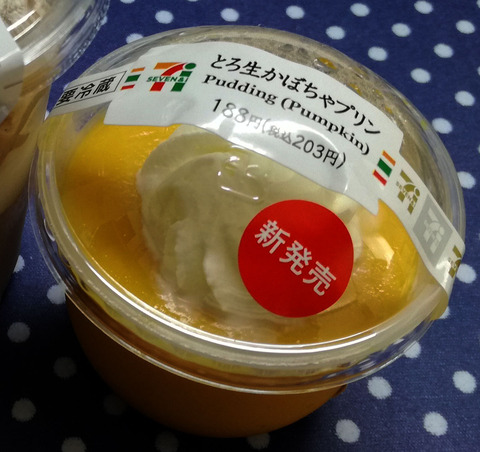 要冷蔵
SEVEN&i
とろ生かぼちゃプリン
Pudding (Pumpkin)
188円(税込203円)
新発売